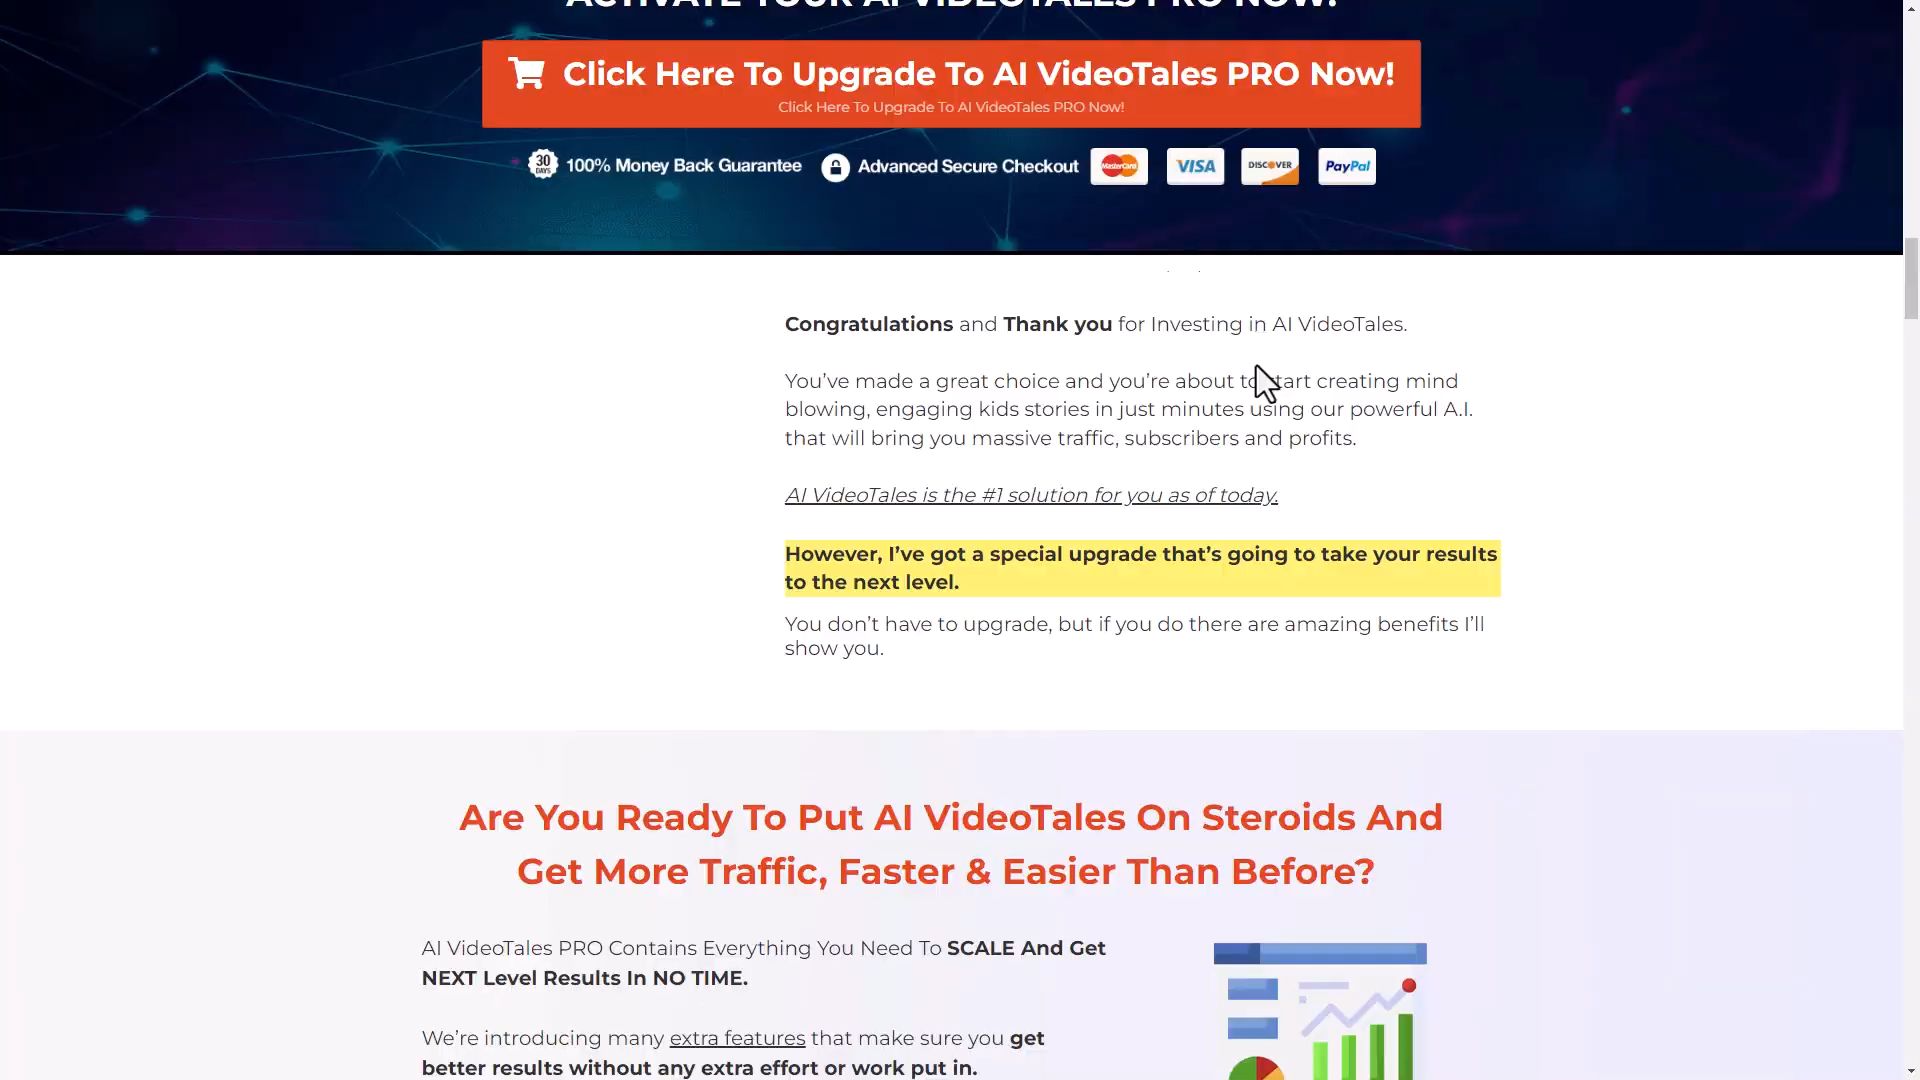 ACTIVATE YOUR AI VIDEOTALES PRO NOW!
Click Here To Upgrade To AI VideoTales PRO Now!
Click Here To Upgrade To AI VideoTales PRO Now!
30 DAYS 100% Money Back Guarantee Advanced Secure Checkout MasterCard VISA DISCOVER PayPal
Congratulations and Thank you for Investing in AI VideoTales.
You’ve made a great choice and you’re about to start creating mind
blowing, engaging kids stories in just minutes using our powerful A.I.
that will bring you massive traffic, subscribers and profits.
AI VideoTales is the #1 solution for you as of today.
However, I’ve got a special upgrade that’s going to take your results
to the next level.
You don’t have to upgrade, but if you do there are amazing benefits I’ll
show you.
Are You Ready To Put AI VideoTales On Steroids And
Get More Traffic, Faster & Easier Than Before?
AI VideoTales PRO Contains Everything You Need To SCALE And Get
NEXT Level Results In NO TIME.
We’re introducing many extra features that make sure you get
better results without any extra effort or work put in.